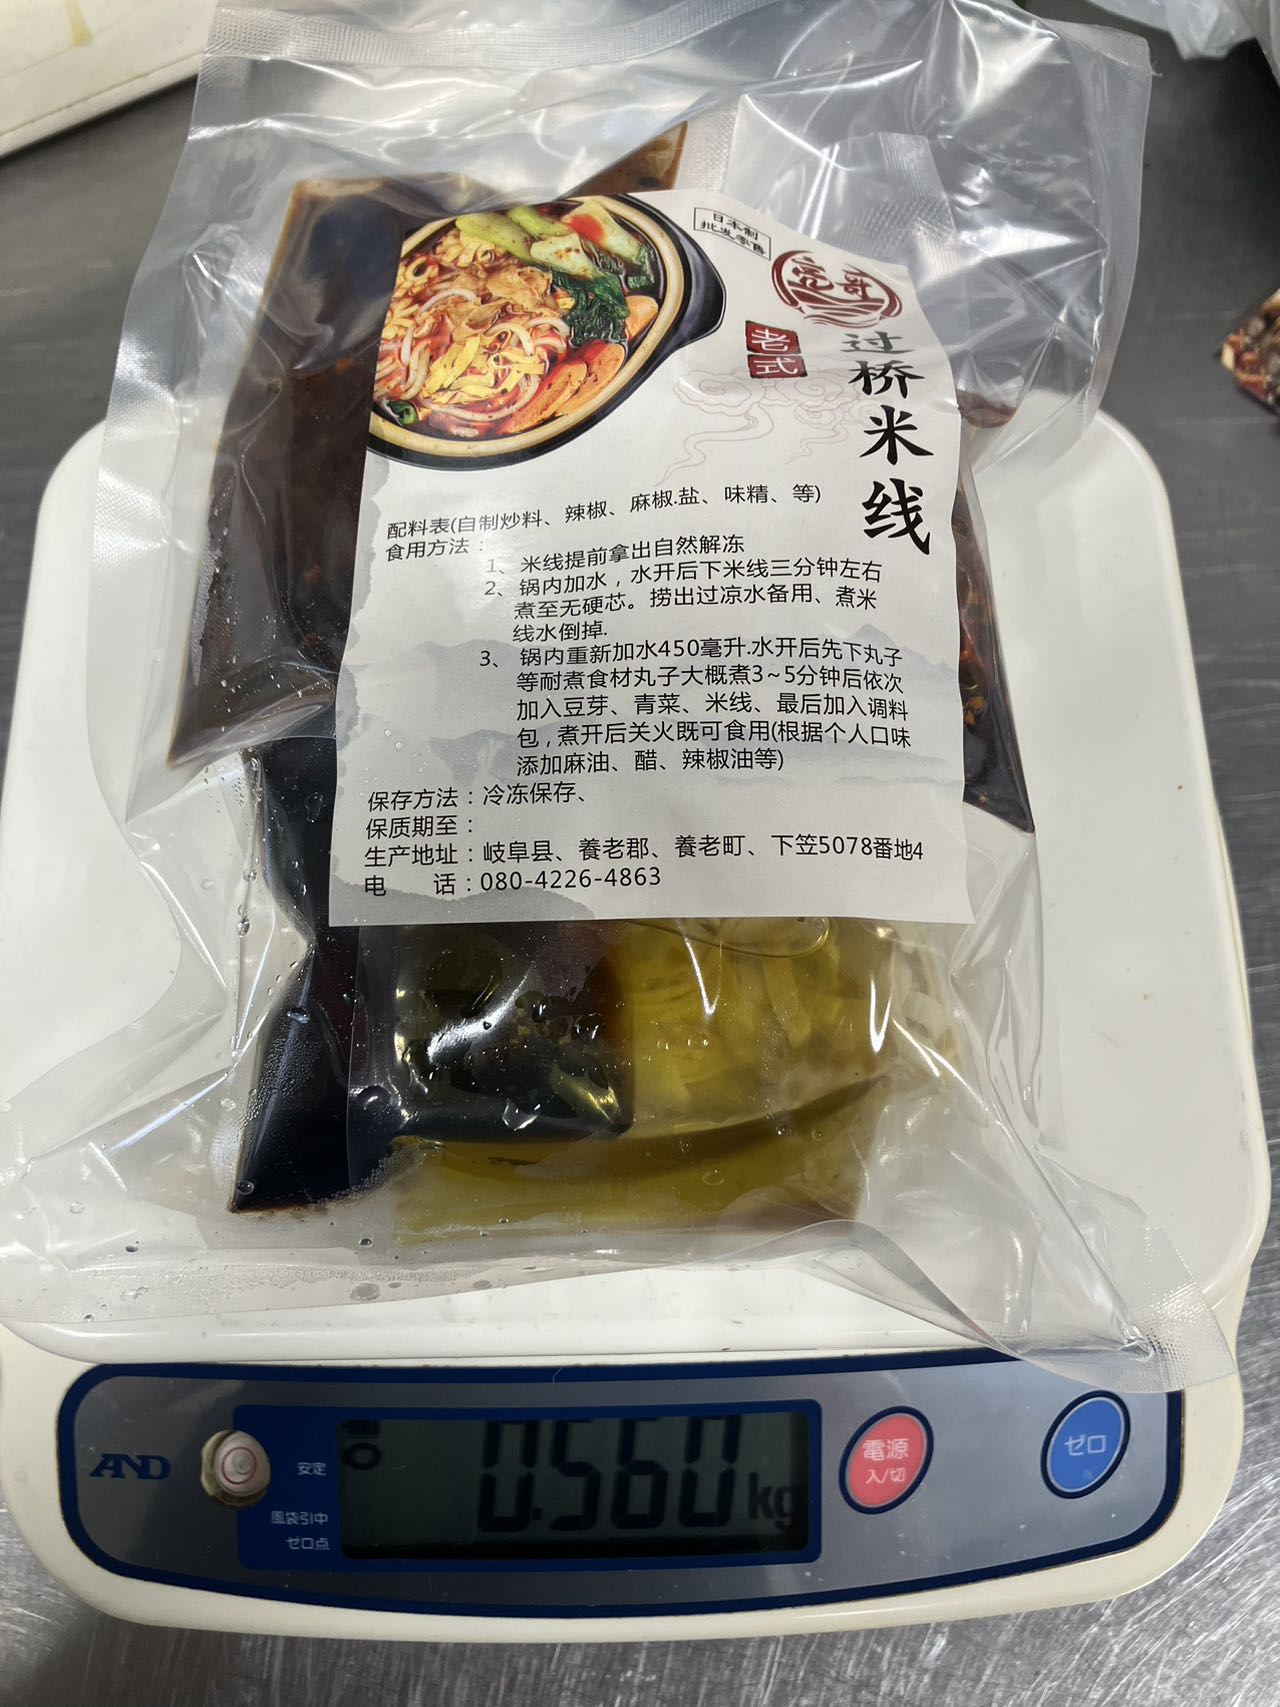 日本制
批发零售
亮哥
老式
过桥米线
配料表(自制炒料、辣椒、麻椒.盐、味精、等)
食用方法：
1、米线提前拿出自然解冻
2、锅内加水，水开后下米线三分钟左右
煮至无硬芯。捞出过凉水备用、煮米
线水倒掉.
3、锅内重新加水450毫升.水开后先下丸子
等耐煮食材丸子大概煮3~5分钟后依次
加入豆芽、青菜、米线、最后加入调料
包，煮开后关火既可食用(根据个人口味
添加麻油、醋、辣椒油等)
保存方法：冷冻保存、
保质期至：
生产地址：岐阜县、養老郡、養老町、下笠5078番地4
电 话：080-4226-4863
AND
安定
風袋引中
ゼロ点
0.560 kg
電源
入/切
ゼロ